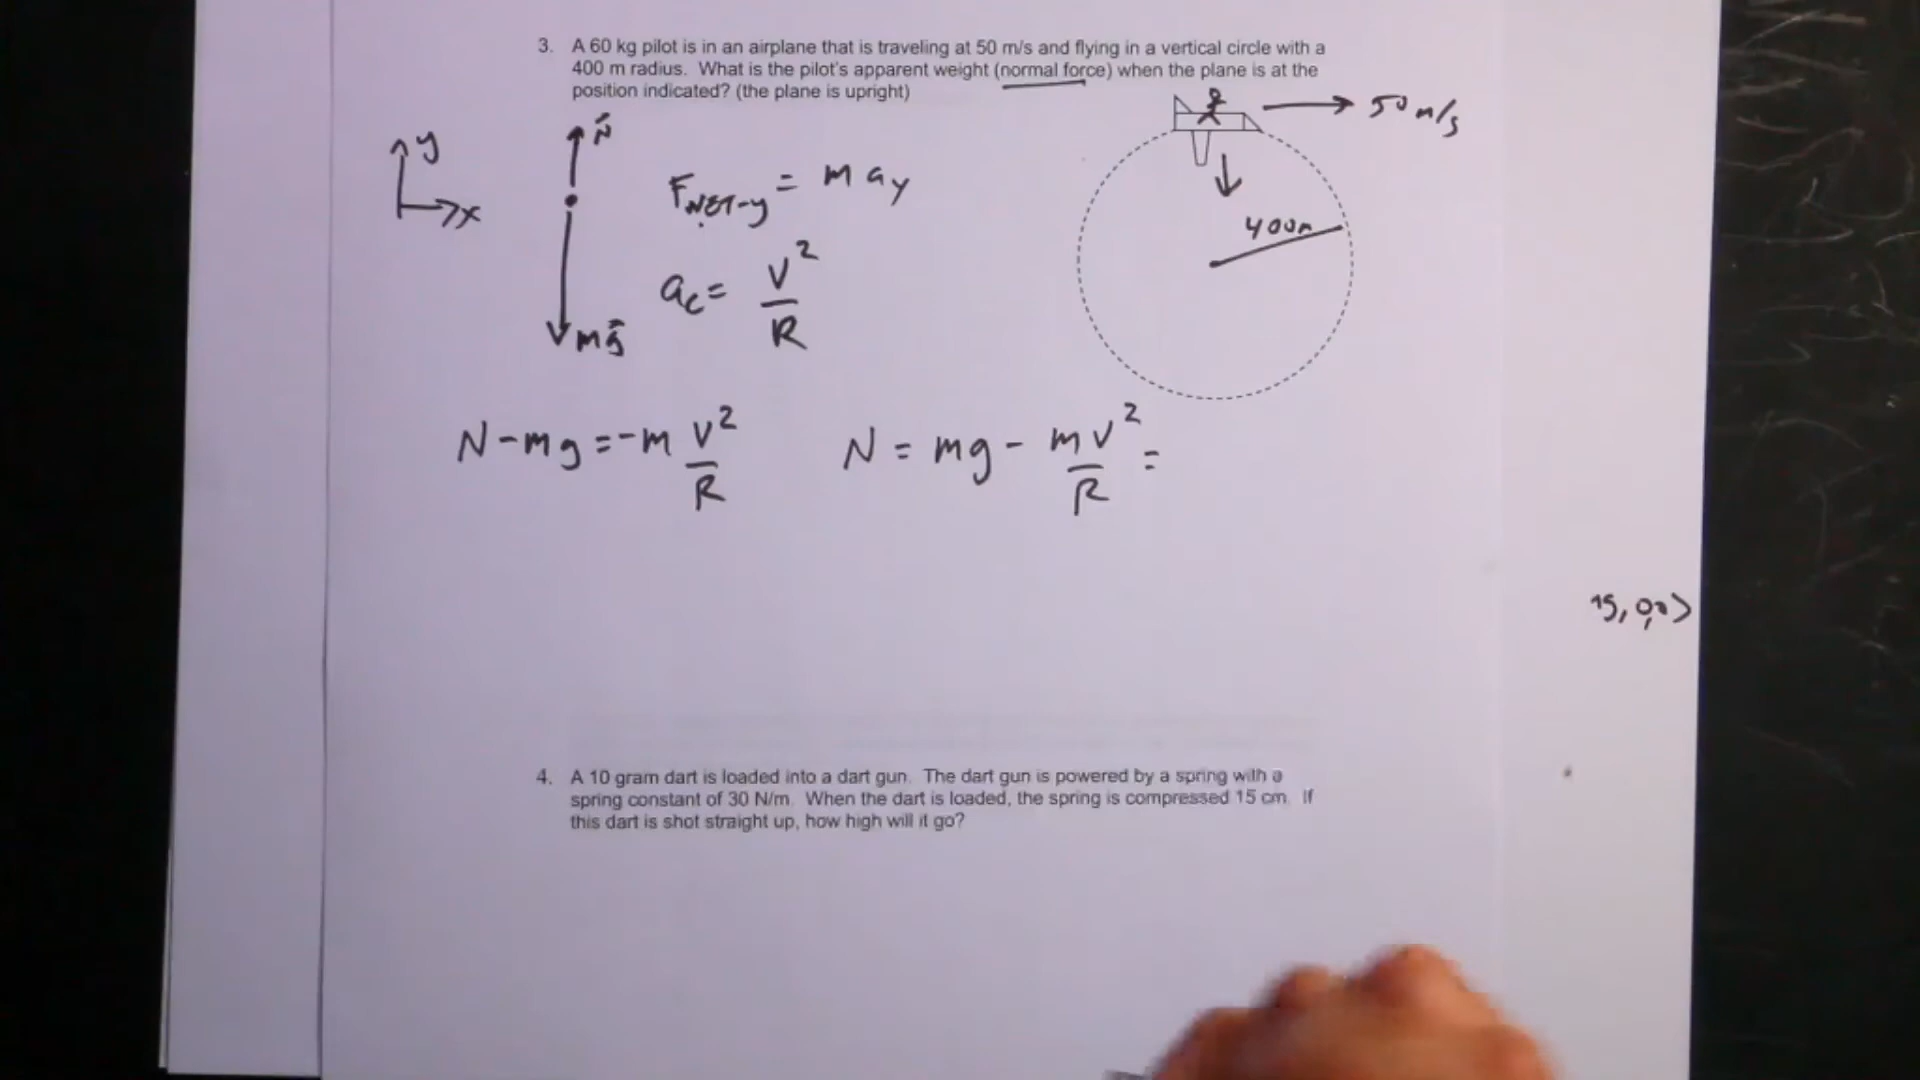 3. A 60 kg pilot is in an airplane that is traveling at 50 m/s and flying in a vertical circle with a
400 m radius. What is the pilot's apparent weight (normal force) when the plane is at the
position indicated? (the plane is upright)
50 m/s
y
x
N⃗
mg⃗
F_NET-y = m a_y
a_c = v²/R
400m
N - mg = -m v²/R
N = mg - mv²/R =
4. A 10 gram dart is loaded into a dart gun. The dart gun is powered by a spring with a
spring constant of 30 N/m. When the dart is loaded, the spring is compressed 15 cm. If
this dart is shot straight up, how high will it go?